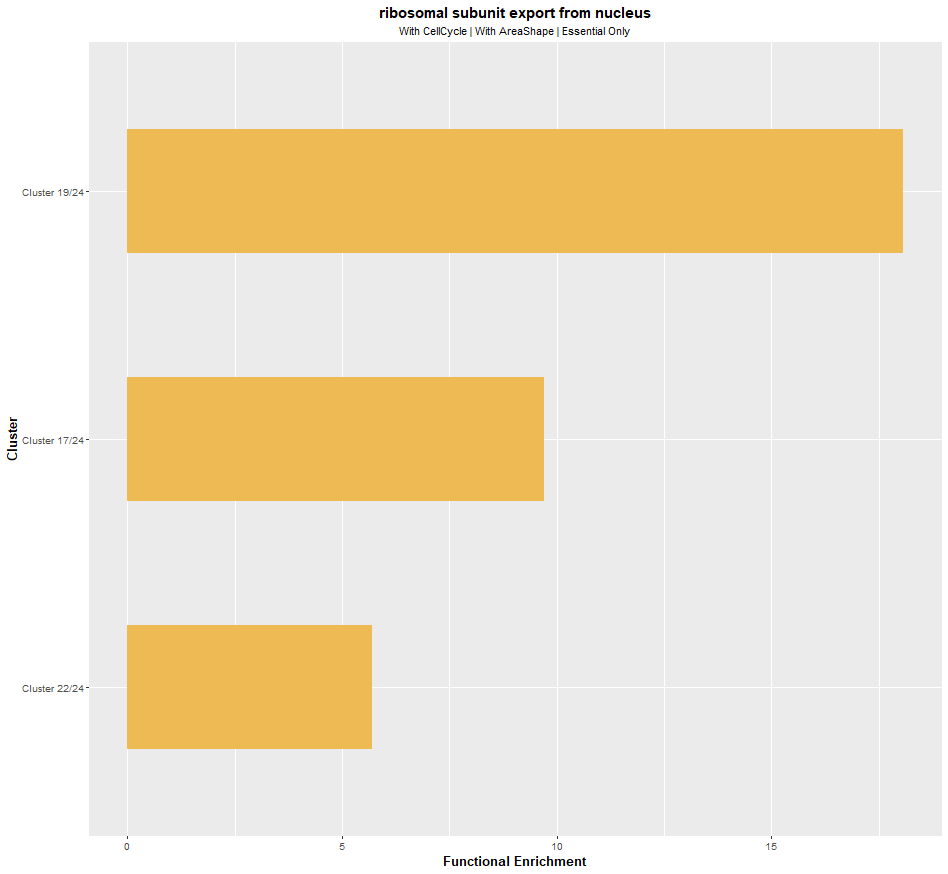 ribosomal subunit export from nucleus
With CellCycle | With AreaShape | Essential Only
Cluster
Cluster 19/24
Cluster 17/24
Cluster 22/24
0 5 10 15
Functional Enrichment